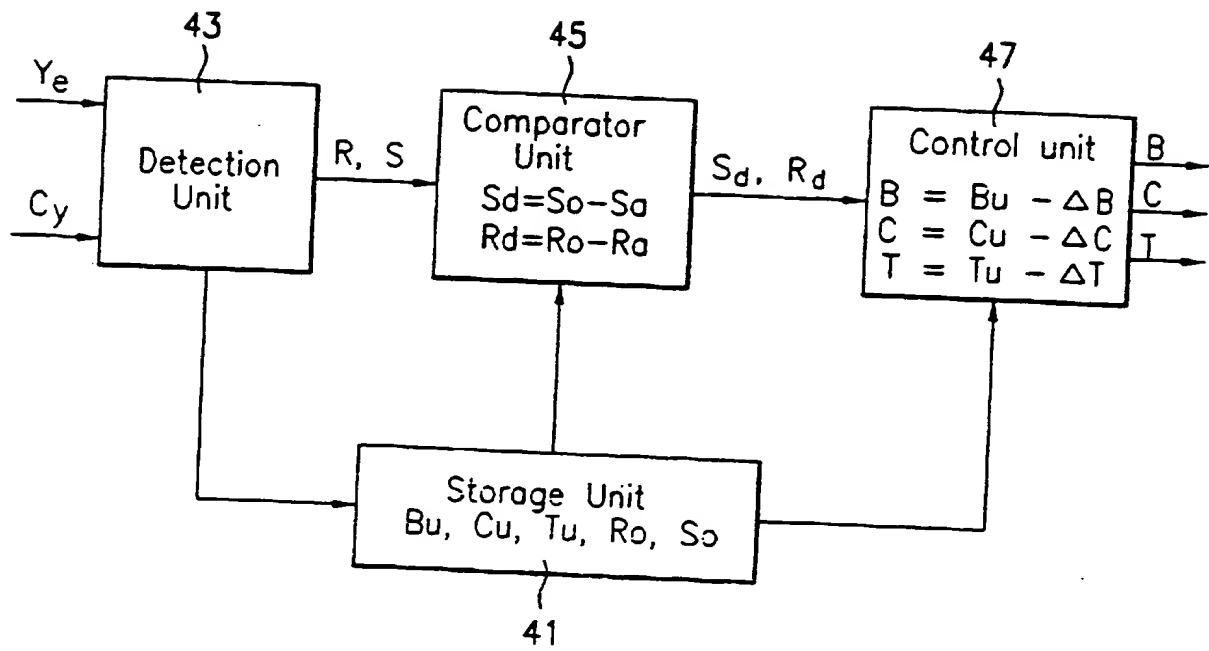 43
45
47
Ye
Cy
Detection
Unit
R, S
Comparator
Unit
Sd=So-Sa
Rd=Ro-Ra
Sd, Rd
Control unit
B = Bu - ΔB
C = Cu - ΔC
T = Tu - ΔT
B
C
T
Storage Unit
Bu, Cu, Tu, Ro, So
41